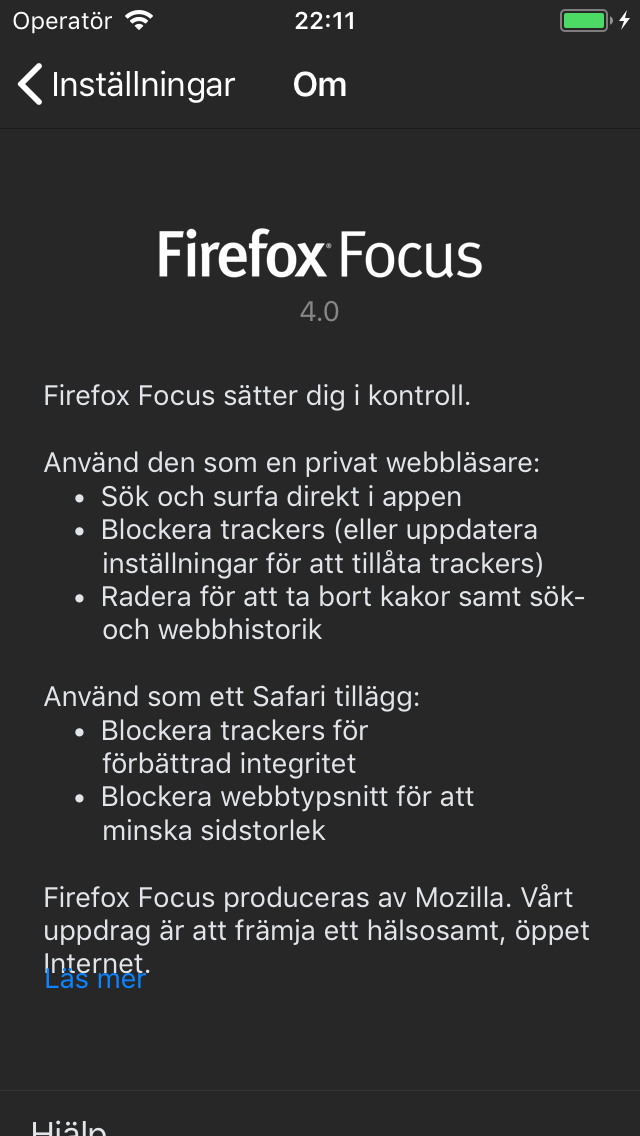 Operatör 22:11
Inställningar Om
Firefox Focus
4.0
Firefox Focus sätter dig i kontroll.
Använd den som en privat webbläsare:
• Sök och surfa direkt i appen
• Blockera trackers (eller uppdatera
inställningar för att tillåta trackers)
• Radera för att ta bort kakor samt sök-
och webbhistorik
Använd som ett Safari tillägg:
• Blockera trackers för
förbättrad integritet
• Blockera webbtypsnitt för att
minska sidstorlek
Firefox Focus produceras av Mozilla. Vårt
uppdrag är att främja ett hälsosamt, öppet
Internet.
Läs mer
Hjälp